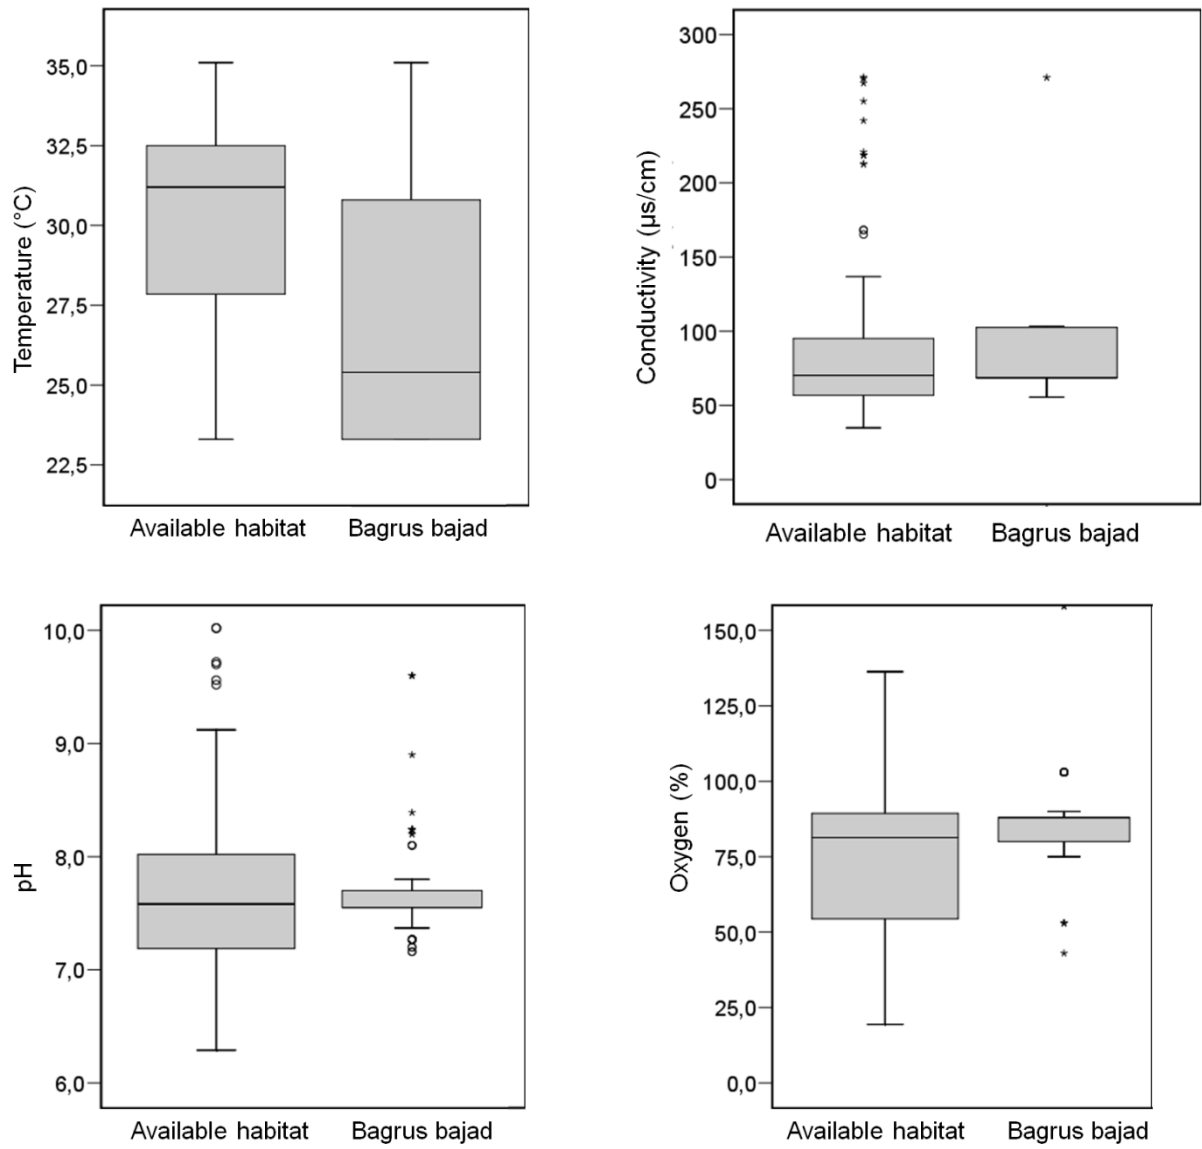 Temperature (°C)
35,0
32,5
30,0
27,5
25,0
22,5
Available habitat
Bagrus bajad
Conductivity (µs/cm)
300
250
200
150
100
50
0
Available habitat
Bagrus bajad
pH
10,0
9,0
8,0
7,0
6,0
Available habitat
Bagrus bajad
Oxygen (%)
150,0
125,0
100,0
75,0
50,0
25,0
0,0
Available habitat
Bagrus bajad